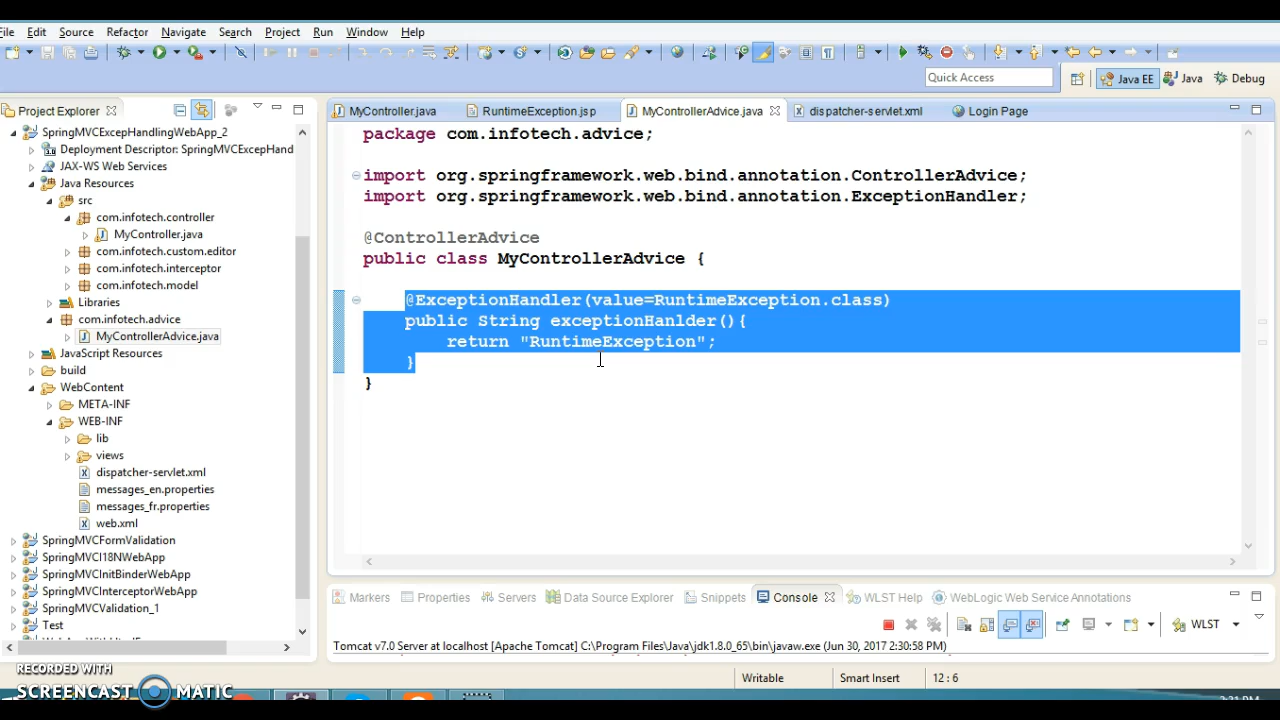 File Edit Source Refactor Navigate Search Project Run Window Help
Quick Access
Java EE Java Debug
Project Explorer
MyController.java RuntimeException.jsp MyControllerAdvice.java dispatcher-servlet.xml Login Page
SpringMVCExcepHandlingWebApp_2
Deployment Descriptor: SpringMVCExcepHand
JAX-WS Web Services
Java Resources
src
com.infotech.controller
MyController.java
com.infotech.custom.editor
com.infotech.interceptor
com.infotech.model
Libraries
com.infotech.advice
MyControllerAdvice.java
JavaScript Resources
build
WebContent
META-INF
WEB-INF
lib
views
dispatcher-servlet.xml
messages_en.properties
messages_fr.properties
web.xml
SpringMVCFormValidation
SpringMVCI18NWebApp
SpringMVCInitBinderWebApp
SpringMVCInterceptorWebApp
SpringMVCValidation_1
Test
package com.infotech.advice;
import org.springframework.web.bind.annotation.ControllerAdvice;
import org.springframework.web.bind.annotation.ExceptionHandler;
@ControllerAdvice
public class MyControllerAdvice {
@ExceptionHandler(value=RuntimeException.class)
public String exceptionHanlder(){
return "RuntimeException";
}
}
Markers Properties Servers Data Source Explorer Snippets Console WLST Help WebLogic Web Service Annotations
WLST
Tomcat v7.0 Server at localhost [Apache Tomcat] C:\Program Files\Java\jdk1.8.0_65\bin\javaw.exe (Jun 30, 2017 2:30:58 PM)
Writable Smart Insert 12 : 6
RECORDED WITH
SCREENCAST MATIC